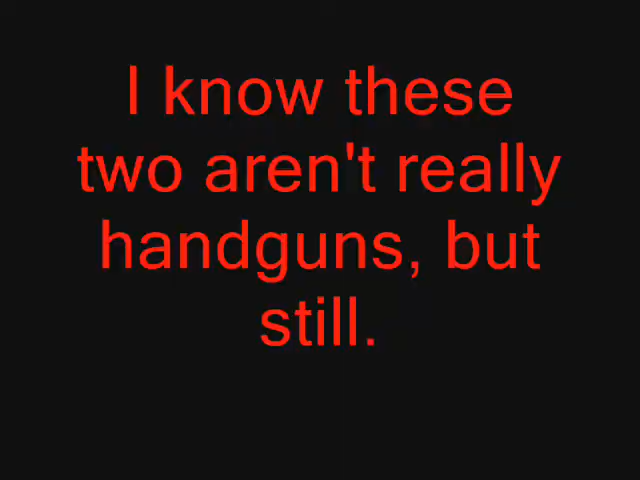 I know these
two aren't really
handguns, but
still.